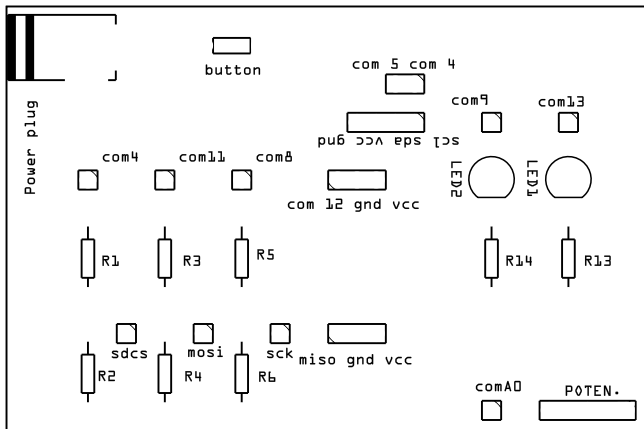 button
com 5 com 4
com9
com13
Power plug
scl sda vcc gnd
com4
com11
com8
LED2
LED1
com 12 gnd vcc
R1
R3
R5
R14
R13
sdcs
mosi
sck
miso gnd vcc
R2
R4
R6
comA0
POTEN.